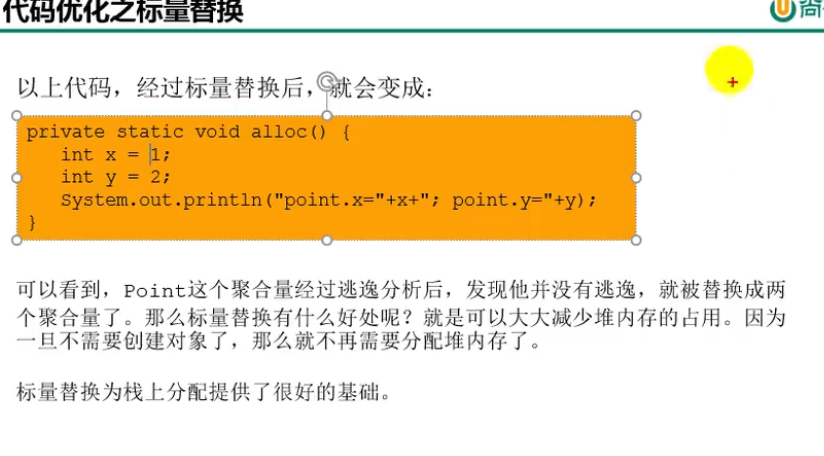 代码优化之标量替换
尚
以上代码，经过标量替换后，就会变成：
private static void alloc() {
int x = 1;
int y = 2;
System.out.println("point.x="+x+"; point.y="+y);
}
可以看到，Point这个聚合量经过逃逸分析后，发现他并没有逃逸，就被替换成两
个聚合量了。那么标量替换有什么好处呢？就是可以大大减少堆内存的占用。因为
一旦不需要创建对象了，那么就不再需要分配堆内存了。
标量替换为栈上分配提供了很好的基础。